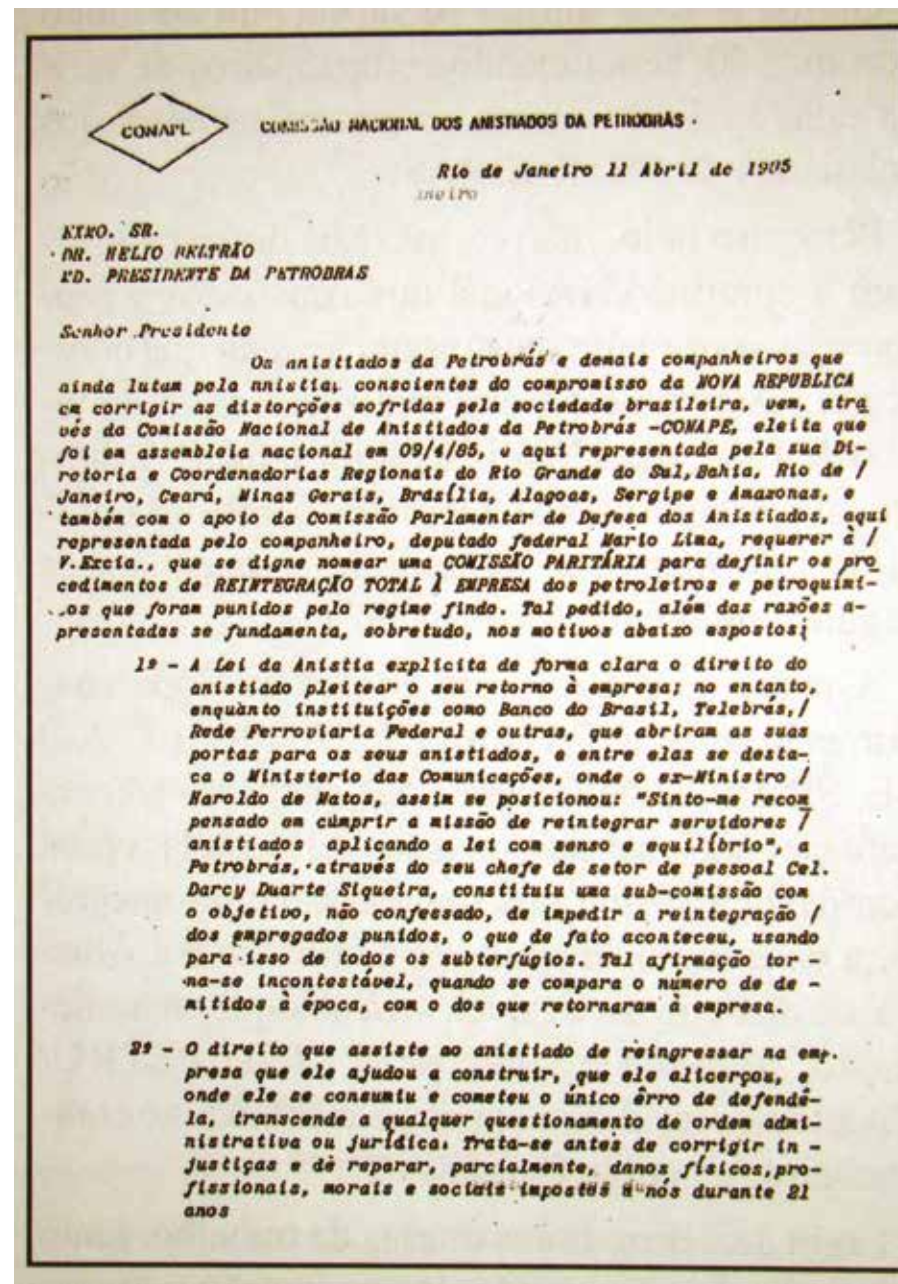 CONAPE
COMISSÃO NACIONAL DOS ANISTIADOS DA PETROBRÁS
Rio de Janeiro 11 Abril de 1985
EXMO. SR.
DR. HELIO BELTRÃO
MD. PRESIDENTE DA PETROBRAS
Senhor Presidente
Os anistiados da Petrobrás e demais companheiros que
ainda lutam pela anistia, conscientes do compromisso da NOVA REPUBLICA
em corrigir as distorções sofridas pela sociedade brasileira, vem, atra
vés da Comissão Nacional de Anistiados da Petrobrás -CONAPE, eleita que
foi em assembleia nacional em 09/4/85, e aqui representada pela sua Di-
retoria e Coordenadorias Regionais do Rio Grande do Sul, Bahia, Rio de /
Janeiro, Ceará, Minas Gerais, Brasília, Alagoas, Sergipe e Amazonas, e
também com o apoio da Comissão Parlamentar de Defesa dos Anistiados, aqui
representada pelo companheiro, deputado federal Mario Lima, requerer à /
V.Excia., que se digne nomear uma COMISSÃO PARITÁRIA para definir os pro
cedimentos de REINTEGRAÇÃO TOTAL À EMPRESA dos petroleiros e petroquími-
os que foram punidos pelo regime findo. Tal pedido, além das razões a-
presentadas se fundamenta, sobretudo, nos motivos abaixo espostos;
1º - A Lei da Anistia explicita de forma clara o direito do
anistiado pleitear o seu retorno à empresa; no entanto,
enquanto instituições como Banco do Brasil, Telebrás,/
Rede Ferroviaria Federal e outras, que abriram as suas
portas para os seus anistiados, e entre elas se desta-
ca o Ministerio das Comunicações, onde o ex-Ministro /
Haroldo de Matos, assim se posicionou: "Sinto-me recom
pensado em cumprir a missão de reintegrar servidores /
anistiados aplicando a lei com senso e equilíbrio", a
Petrobrás, através do seu chefe de setor de pessoal Cel.
Darcy Duarte Siqueira, constituiu uma sub-comissão com
o objetivo, não confessado, de impedir a reintegração /
dos empregados punidos, o que de fato aconteceu, usando
para isso de todos os subterfúgios. Tal afirmação tor -
na-se incontestável, quando se compara o número de de -
mitidos à época, com o dos que retornaram à empresa.
2º - O direito que assiste ao anistiado de reingressar na em
presa que ele ajudou a construir, que ele alicerçou, e
onde ele se consumiu e cometeu o único êrro de defendê-
la, transcende a qualquer questionamento de ordem admi-
nistrativa ou jurídica. Trata-se antes de corrigir in -
justiças e de reparar, parcialmente, danos físicos,pro-
fissionais, morais e sociais impostos a nós durante 21
anos